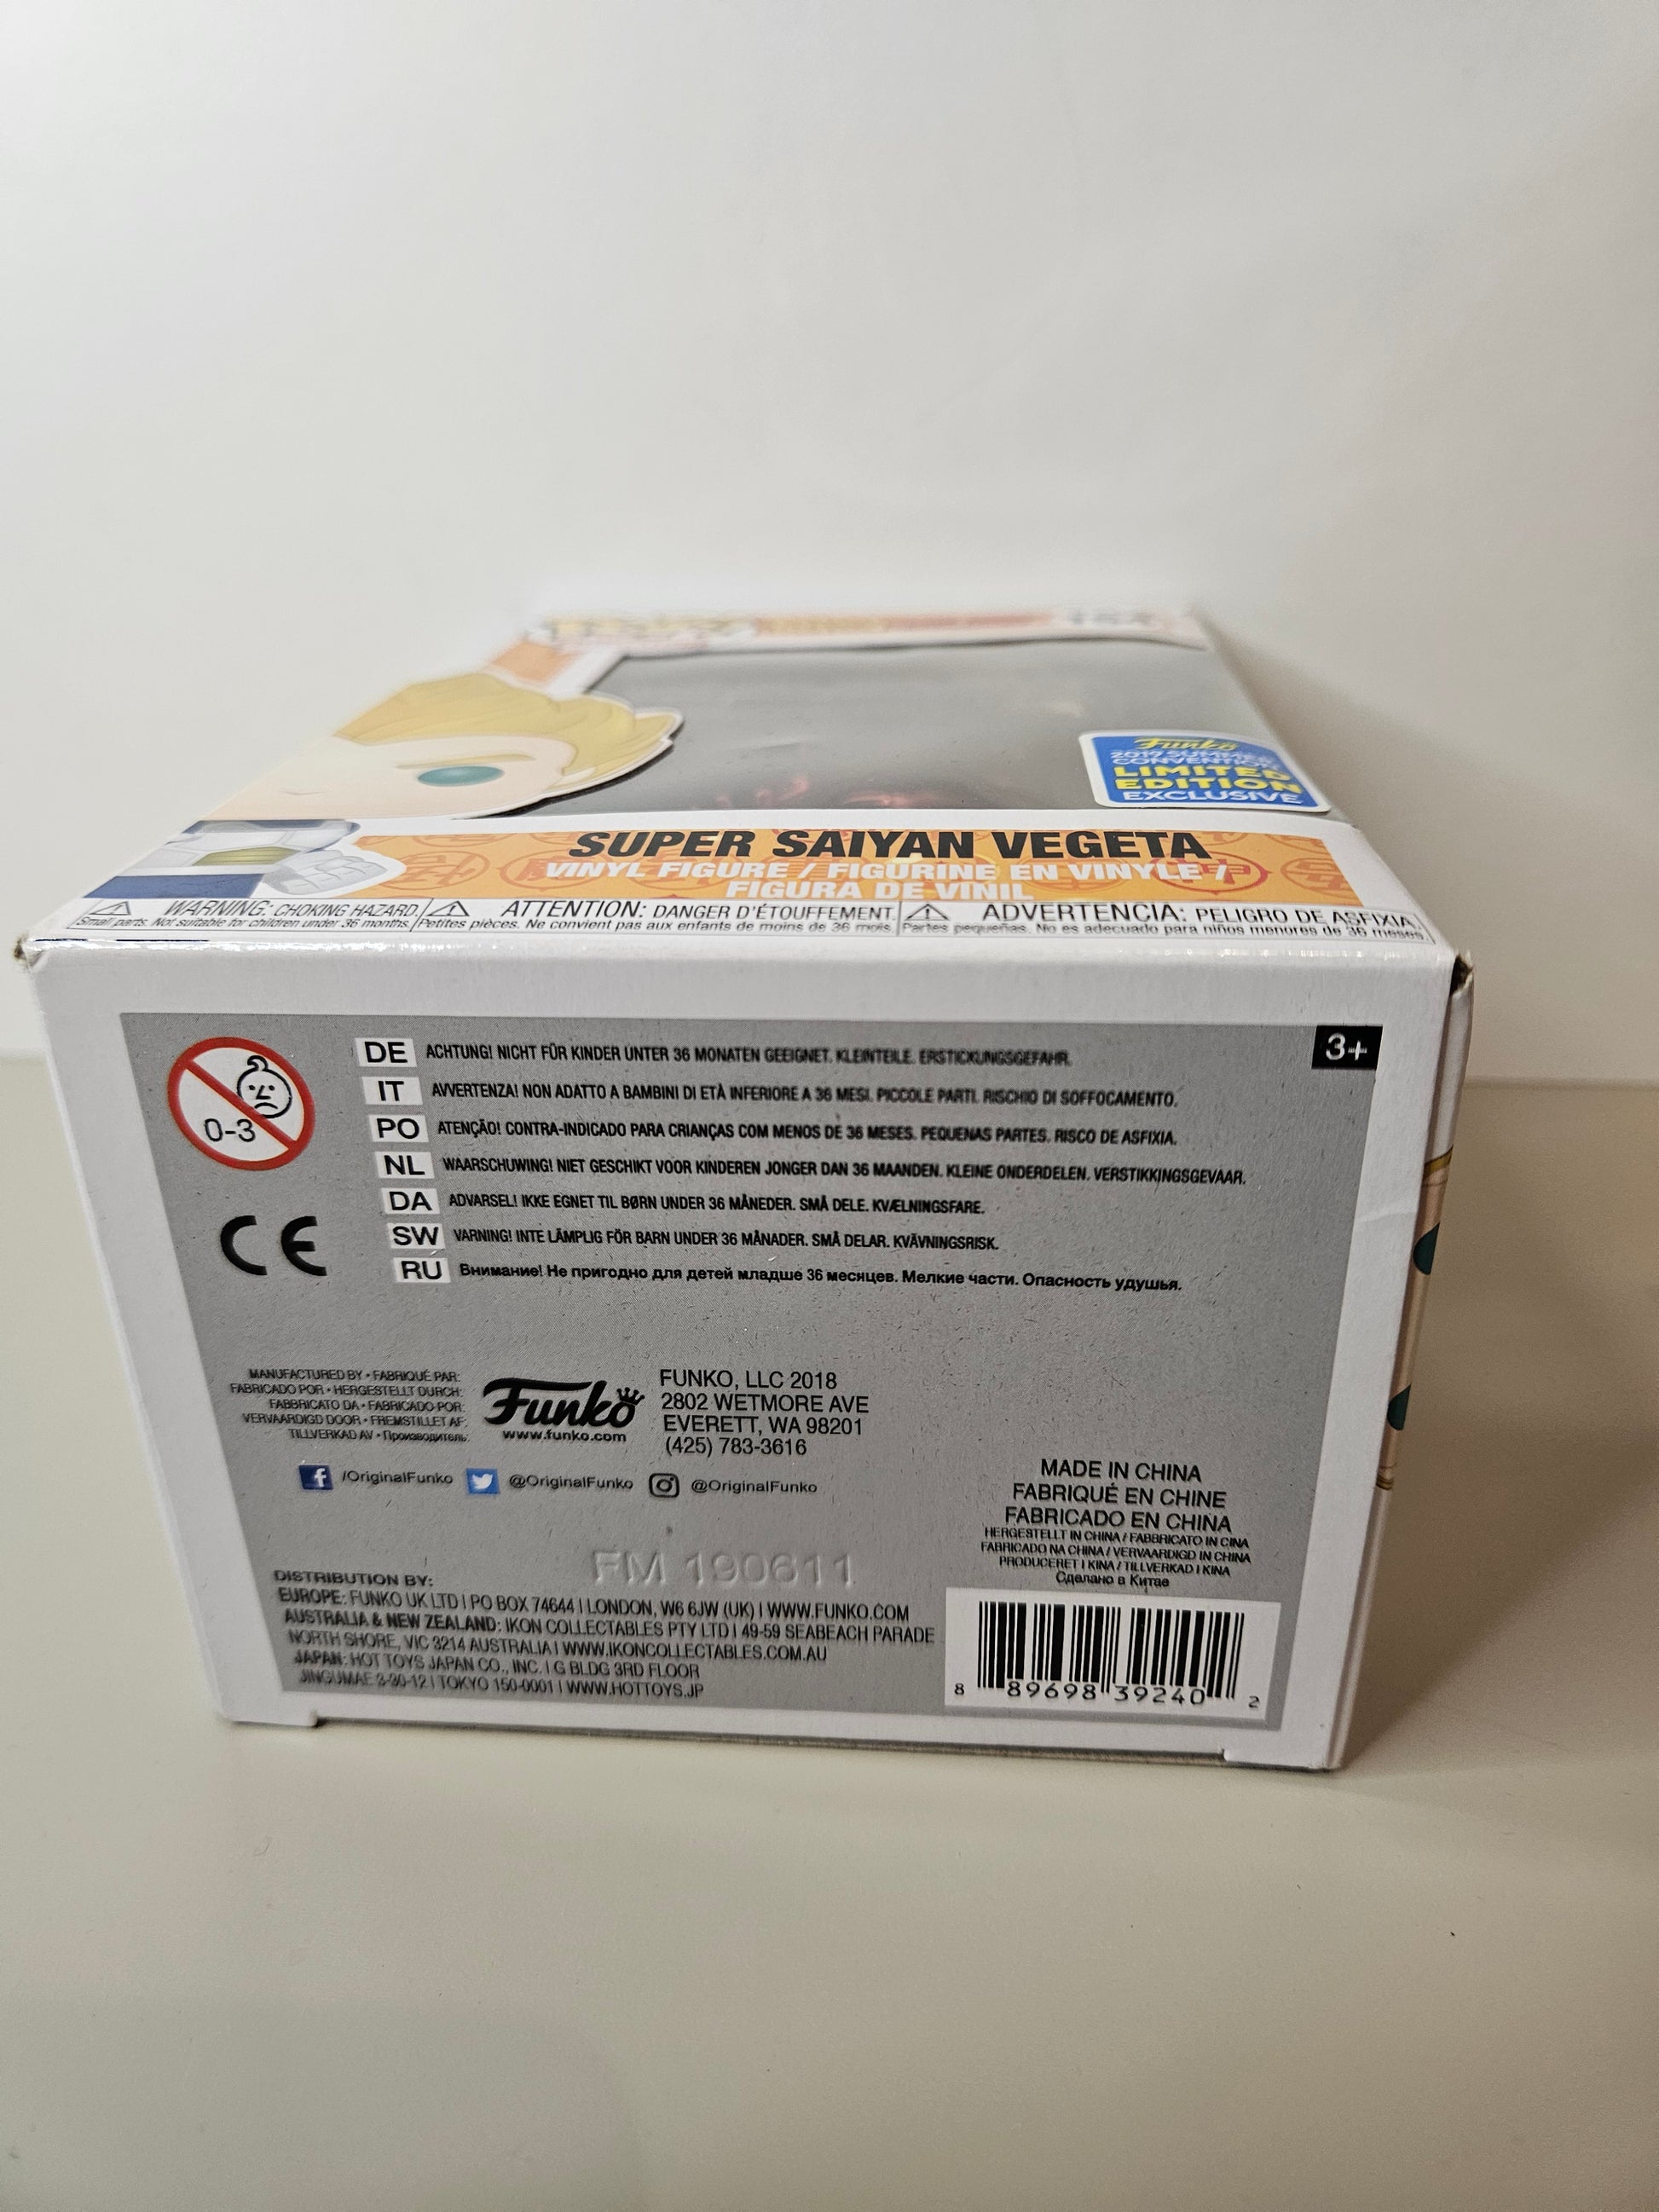 Funko
2019 SUMMER
CONVENTION
LIMITED
EDITION
EXCLUSIVE
SUPER SAIYAN VEGETA
VINYL FIGURE / FIGURINE EN VINYLE /
FIGURA DE VINIL
WARNING: CHOKING HAZARD.
Small parts. Not suitable for children under 36 months.
ATTENTION: DANGER D'ÉTOUFFEMENT.
Petites pièces. Ne convient pas aux enfants de moins de 36 mois.
ADVERTENCIA: PELIGRO DE ASFIXIA.
Partes pequeñas. No es adecuado para niños menores de 36 meses.
3+
0-3
DE ACHTUNG! NICHT FÜR KINDER UNTER 36 MONATEN GEEIGNET. KLEINTEILE. ERSTICKUNGSGEFAHR.
IT AVVERTENZA! NON ADATTO A BAMBINI DI ETÀ INFERIORE A 36 MESI. PICCOLE PARTI. RISCHIO DI SOFFOCAMENTO.
PO ATENÇÃO! CONTRA-INDICADO PARA CRIANÇAS COM MENOS DE 36 MESES. PEQUENAS PARTES. RISCO DE ASFIXIA.
NL WAARSCHUWING! NIET GESCHIKT VOOR KINDEREN JONGER DAN 36 MAANDEN. KLEINE ONDERDELEN. VERSTIKKINGSGEVAAR.
DA ADVARSEL! IKKE EGNET TIL BØRN UNDER 36 MÅNEDER. SMÅ DELE. KVÆLNINGSFARE.
SW VARNING! INTE LÄMPLIG FÖR BARN UNDER 36 MÅNADER. SMÅ DELAR. KVÄVNINGSRISK.
RU Внимание! Не пригодно для детей младше 36 месяцев. Мелкие части. Опасность удушья.
CE
MANUFACTURED BY • FABRIQUÉ PAR:
FABRICADO POR • HERGESTELLT DURCH:
FABBRICATO DA • FABRICADO POR:
VERVAARDIGD DOOR • FREMSTILLET AF:
TILLVERKAD AV • Производитель:
Funko
www.funko.com
FUNKO, LLC 2018
2802 WETMORE AVE
EVERETT, WA 98201
(425) 783-3616
/OriginalFunko @OriginalFunko @OriginalFunko
MADE IN CHINA
FABRIQUÉ EN CHINE
FABRICADO EN CHINA
HERGESTELLT IN CHINA / FABBRICATO IN CINA
FABRICADO NA CHINA / VERVAARDIGD IN CHINA
PRODUCERET I KINA / TILLVERKAD I KINA
Сделано в Китае
FM 190611
DISTRIBUTION BY:
EUROPE: FUNKO UK LTD | PO BOX 74644 | LONDON, W6 6JW (UK) | WWW.FUNKO.COM
AUSTRALIA & NEW ZEALAND: IKON COLLECTABLES PTY LTD | 49-59 SEABEACH PARADE
NORTH SHORE, VIC 3214 AUSTRALIA | WWW.IKONCOLLECTABLES.COM.AU
JAPAN: HOT TOYS JAPAN CO., INC. | G BLDG 3RD FLOOR
JINGUMAE 2-30-12 | TOKYO 150-0001 | WWW.HOTTOYS.JP
8 89698 39240 2